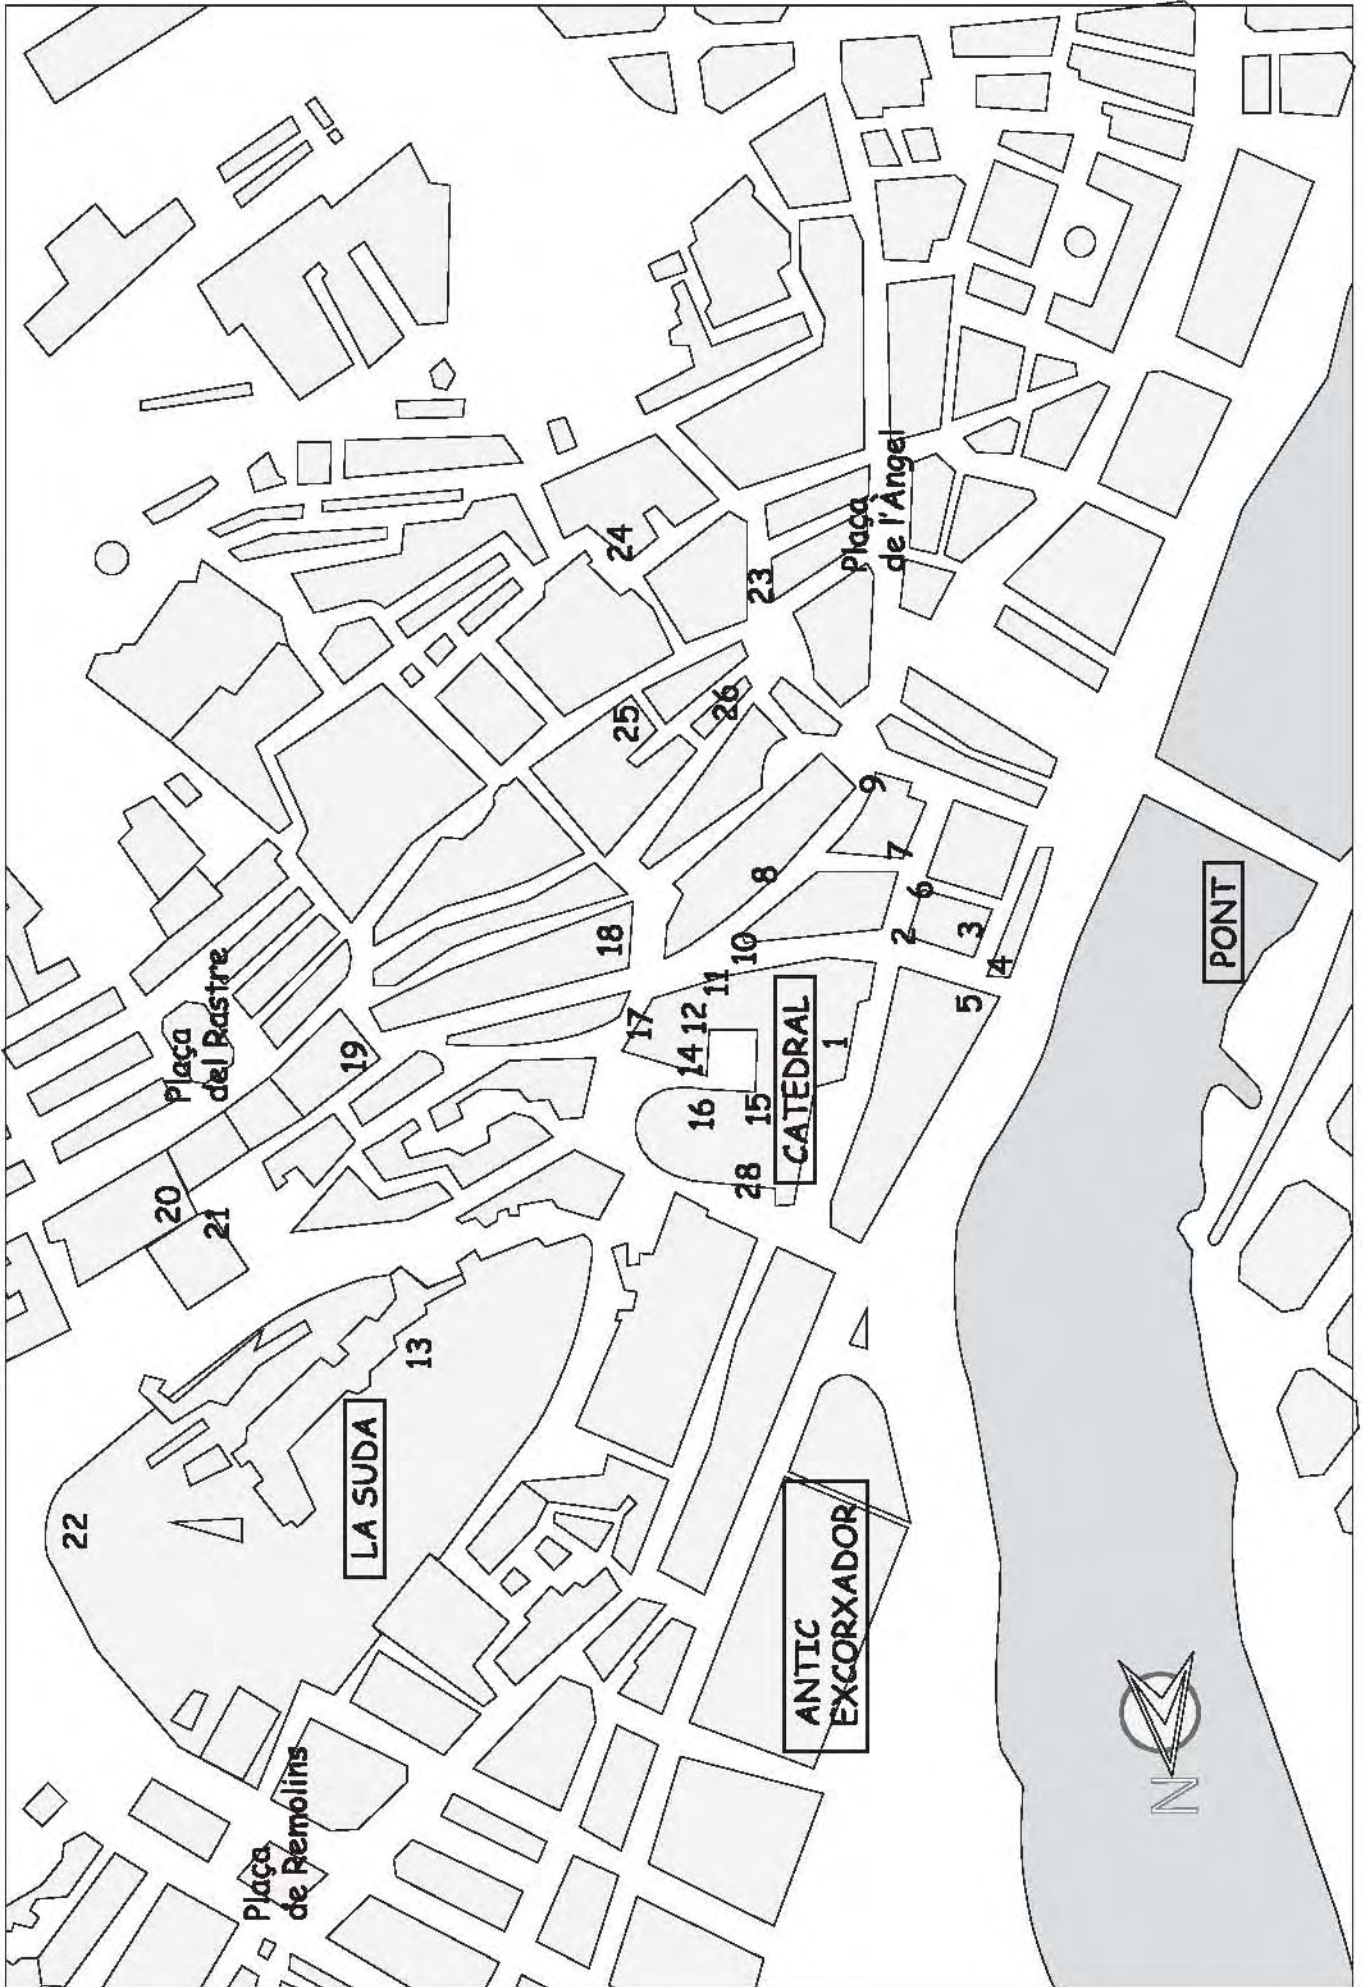 22
20
Plaça
del Rastre
21
Plaça
de Remolins
19
LA SUDA
13
18
24
25
17
14
12
16
11
26
10
28
15
23
8
CATEDRAL
ANTIC
EXCORXADOR
1
Plaça
de l'Àngel
9
7
2
6
5
3
4
N
PONT